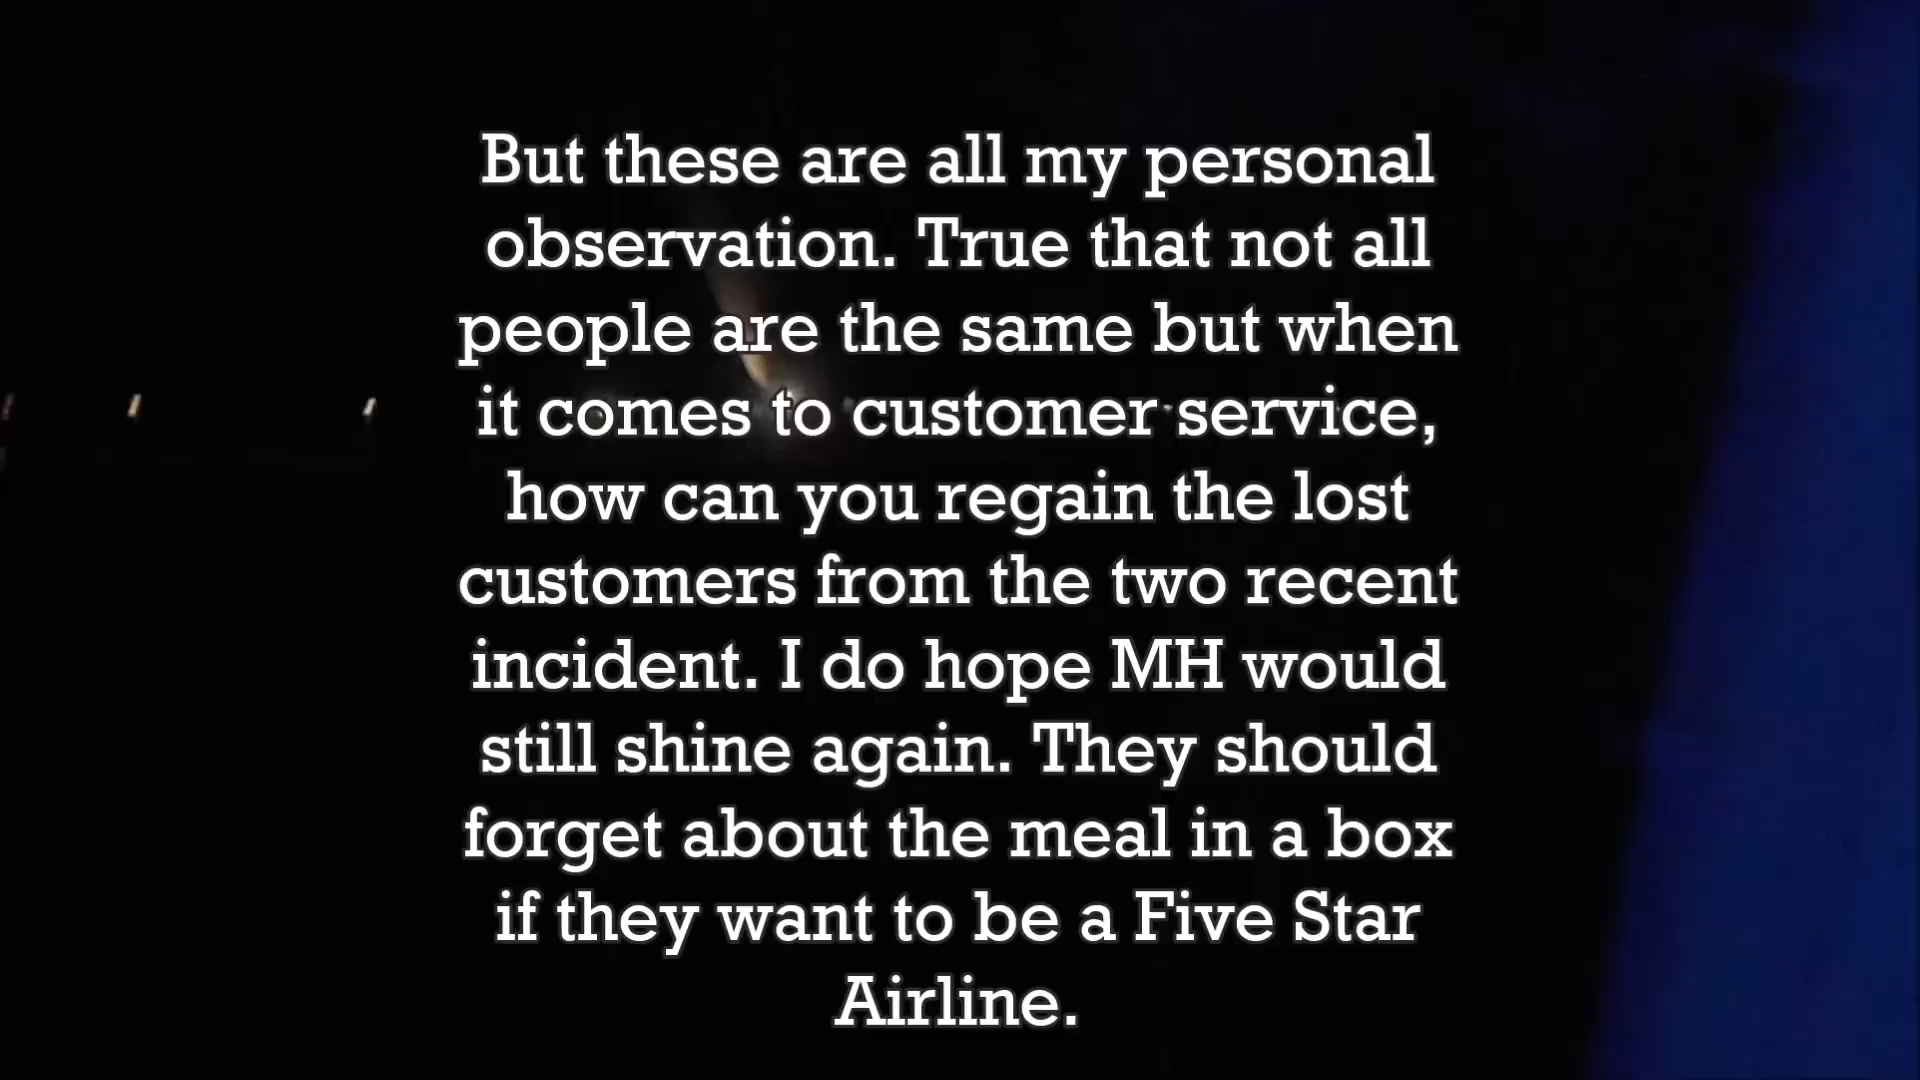 But these are all my personal
observation. True that not all
people are the same but when
it comes to customer service,
how can you regain the lost
customers from the two recent
incident. I do hope MH would
still shine again. They should
forget about the meal in a box
if they want to be a Five Star
Airline.